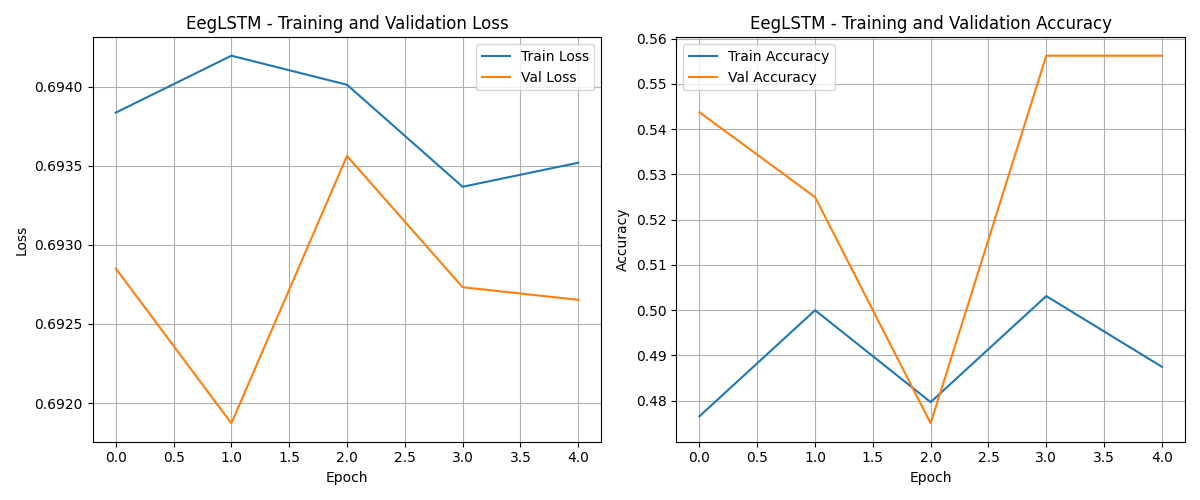 EegLSTM - Training and Validation Loss
Train Loss
Val Loss
0.6940
0.6935
0.6930
0.6925
0.6920
Loss
0.0 0.5 1.0 1.5 2.0 2.5 3.0 3.5 4.0
Epoch
EegLSTM - Training and Validation Accuracy
Train Accuracy
Val Accuracy
0.56
0.55
0.54
0.53
0.52
0.51
0.50
0.49
0.48
Accuracy
0.0 0.5 1.0 1.5 2.0 2.5 3.0 3.5 4.0
Epoch